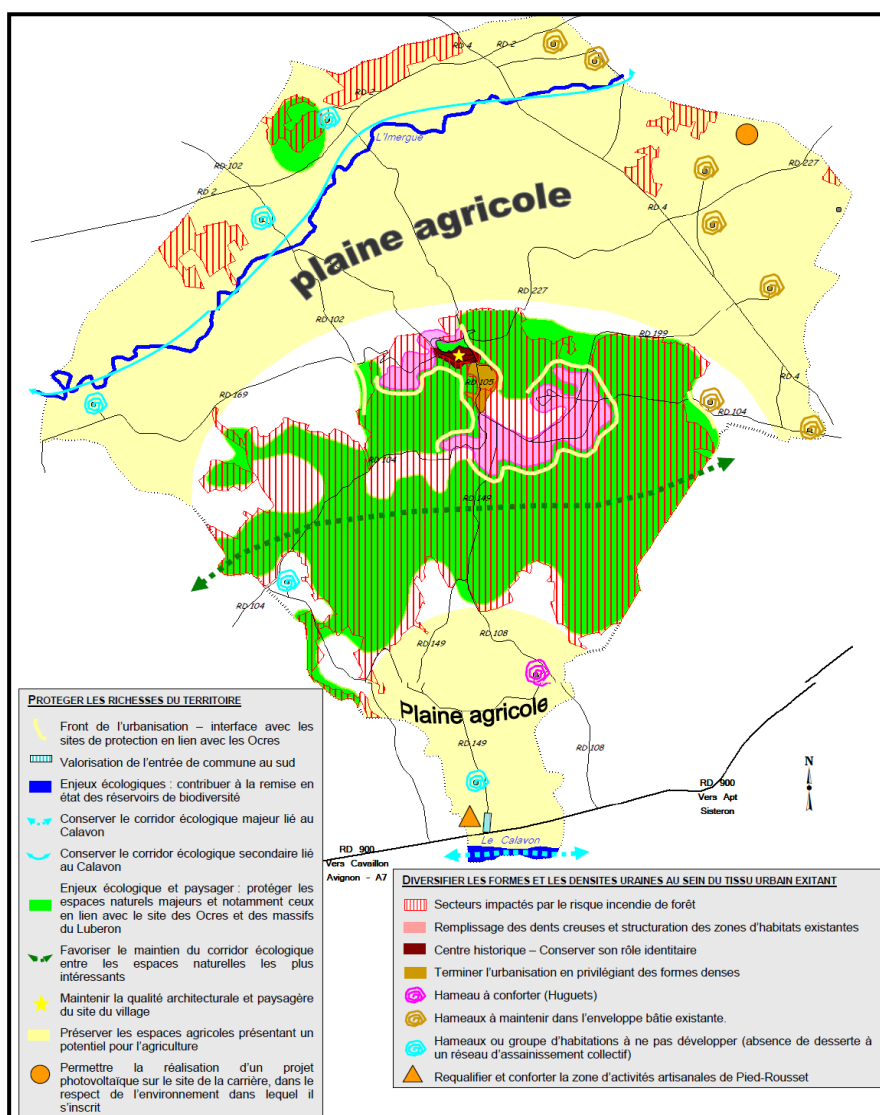 RD 4
RD 2
RD 2
L'Imergue
RD 102
RD 2
RD 227
RD 4
plaine agricole
RD 227
RD 102
RD 199
RD 105
RD 169
RD 4
RD 104
RD 104
RD 149
RD 104
RD 149
RD 108
Plaine agricole
RD 149
RD 108
N
RD 900
Vers Apt
Sisteron
Le Calavon
RD 900
Vers Cavaillon
Avignon - A7
PROTEGER LES RICHESSES DU TERRITOIRE
Front de l'urbanisation – interface avec les
sites de protection en lien avec les Ocres
Valorisation de l'entrée de commune au sud
Enjeux écologiques : contribuer à la remise en
état des réservoirs de biodiversité
Conserver le corridor écologique majeur lié au
Calavon
Conserver le corridor écologique secondaire lié
au Calavon
Enjeux écologique et paysager : protéger les
espaces naturels majeurs et notamment ceux
en lien avec le site des Ocres et des massifs
du Luberon
Favoriser le maintien du corridor écologique
entre les espaces naturelles les plus
intéressants
Maintenir la qualité architecturale et paysagère
du site du village
Préserver les espaces agricoles présentant un
potentiel pour l'agriculture
Permettre la réalisation d'un projet
photovoltaïque sur le site de la carrière, dans le
respect de l'environnement dans lequel il
s'inscrit
DIVERSIFIER LES FORMES ET LES DENSITES URAINES AU SEIN DU TISSU URBAIN EXITANT
Secteurs impactés par le risque incendie de forêt
Remplissage des dents creuses et structuration des zones d'habitats existantes
Centre historique – Conserver son rôle identitaire
Terminer l'urbanisation en privilégiant des formes denses
Hameau à conforter (Huguets)
Hameaux à maintenir dans l'enveloppe bâtie existante.
Hameaux ou groupe d'habitations à ne pas développer (absence de desserte à
un réseau d'assainissement collectif)
Requalifier et conforter la zone d'activités artisanales de Pied-Rousset